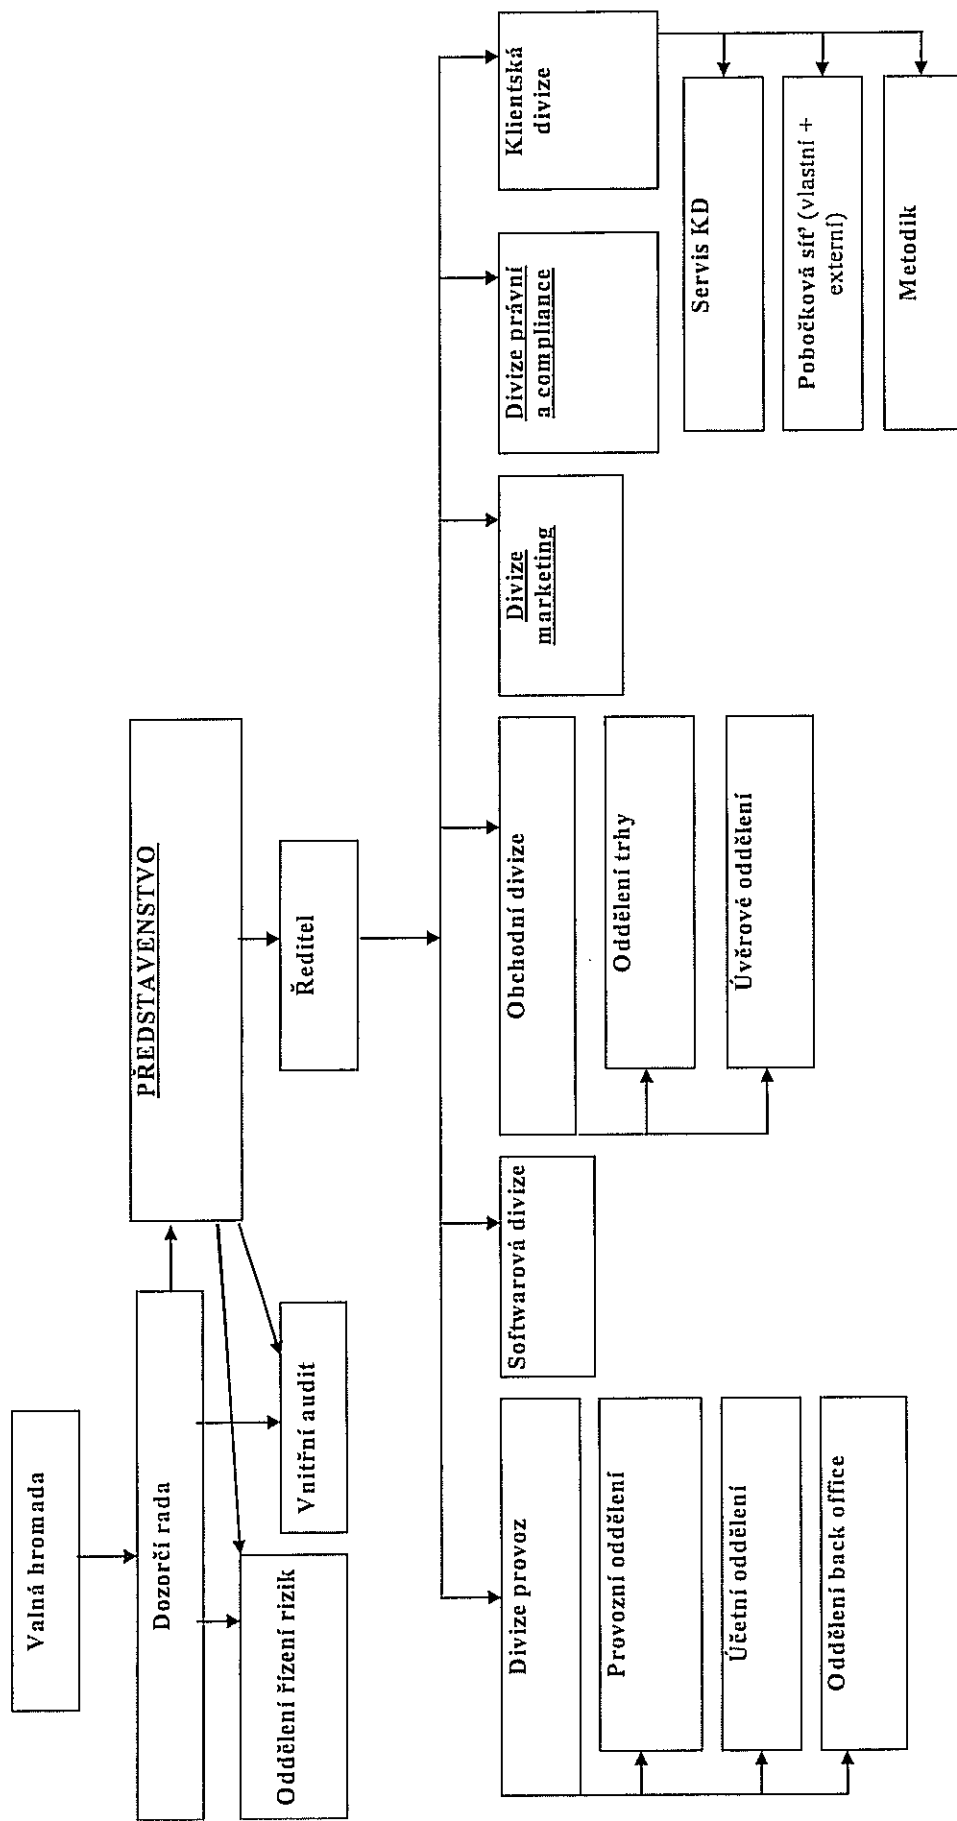 Valná hromada
Dozorčí rada
PŘEDSTAVENSTVO
Oddělení řízení rizik
Vnitřní audit
Ředitel
Divize provoz
Provozní oddělení
Účetní oddělení
Oddělení back office
Softwarová divize
Obchodní divize
Oddělení trhy
Úvěrové oddělení
Divize
marketing
Divize právní
a compliance
Klientská
divize
Servis KD
Pobočková síť (vlastní +
externí)
Metodik